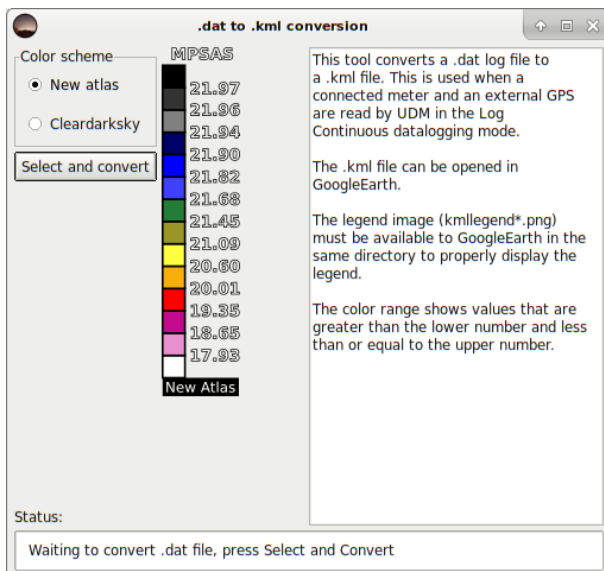 .dat to .kml conversion
Color scheme
New atlas
Cleardarksky
Select and convert
MPSAS
21.97
21.96
21.94
21.90
21.82
21.68
21.45
21.09
20.60
20.01
19.35
18.65
17.93
New Atlas
This tool converts a .dat log file to
a .kml file. This is used when a
connected meter and an external GPS
are read by UDM in the Log
Continuous datalogging mode.
The .kml file can be opened in
GoogleEarth.
The legend image (kmllegend*.png)
must be available to GoogleEarth in the
same directory to properly display the
legend.
The color range shows values that are
greater than the lower number and less
than or equal to the upper number.
Status:
Waiting to convert .dat file, press Select and Convert